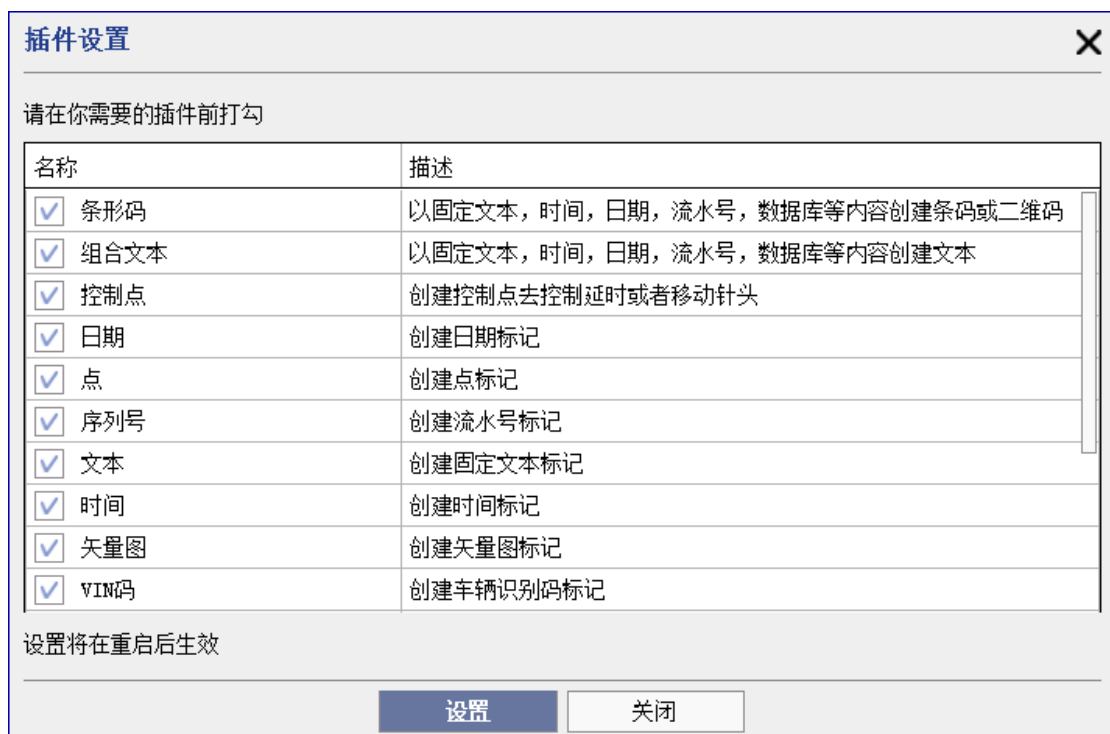 插件设置
请在你需要的插件前打勾
名称 描述
条形码 以固定文本，时间，日期，流水号，数据库等内容创建条码或二维码
组合文本 以固定文本，时间，日期，流水号，数据库等内容创建文本
控制点 创建控制点去控制延时或者移动针头
日期 创建日期标记
点 创建点标记
序列号 创建流水号标记
文本 创建固定文本标记
时间 创建时间标记
矢量图 创建矢量图标记
VIN码 创建车辆识别码标记
设置将在重启后生效
设置 关闭